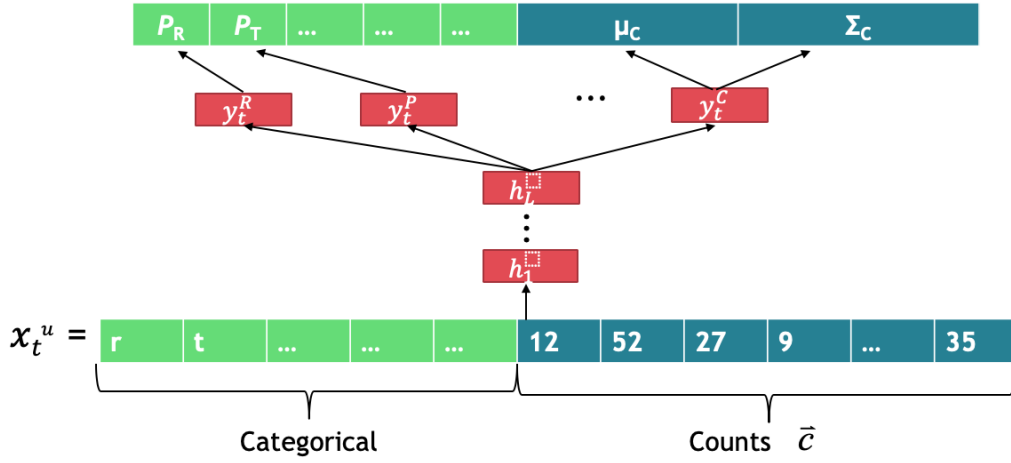 P_R P_T ... ... ... μ_C Σ_C
y_t^R y_t^P ... y_t^C
h_L
⋮
h_1
x_t^u = r t ... ... ... 12 52 27 9 ... 35
Categorical Counts c⃗